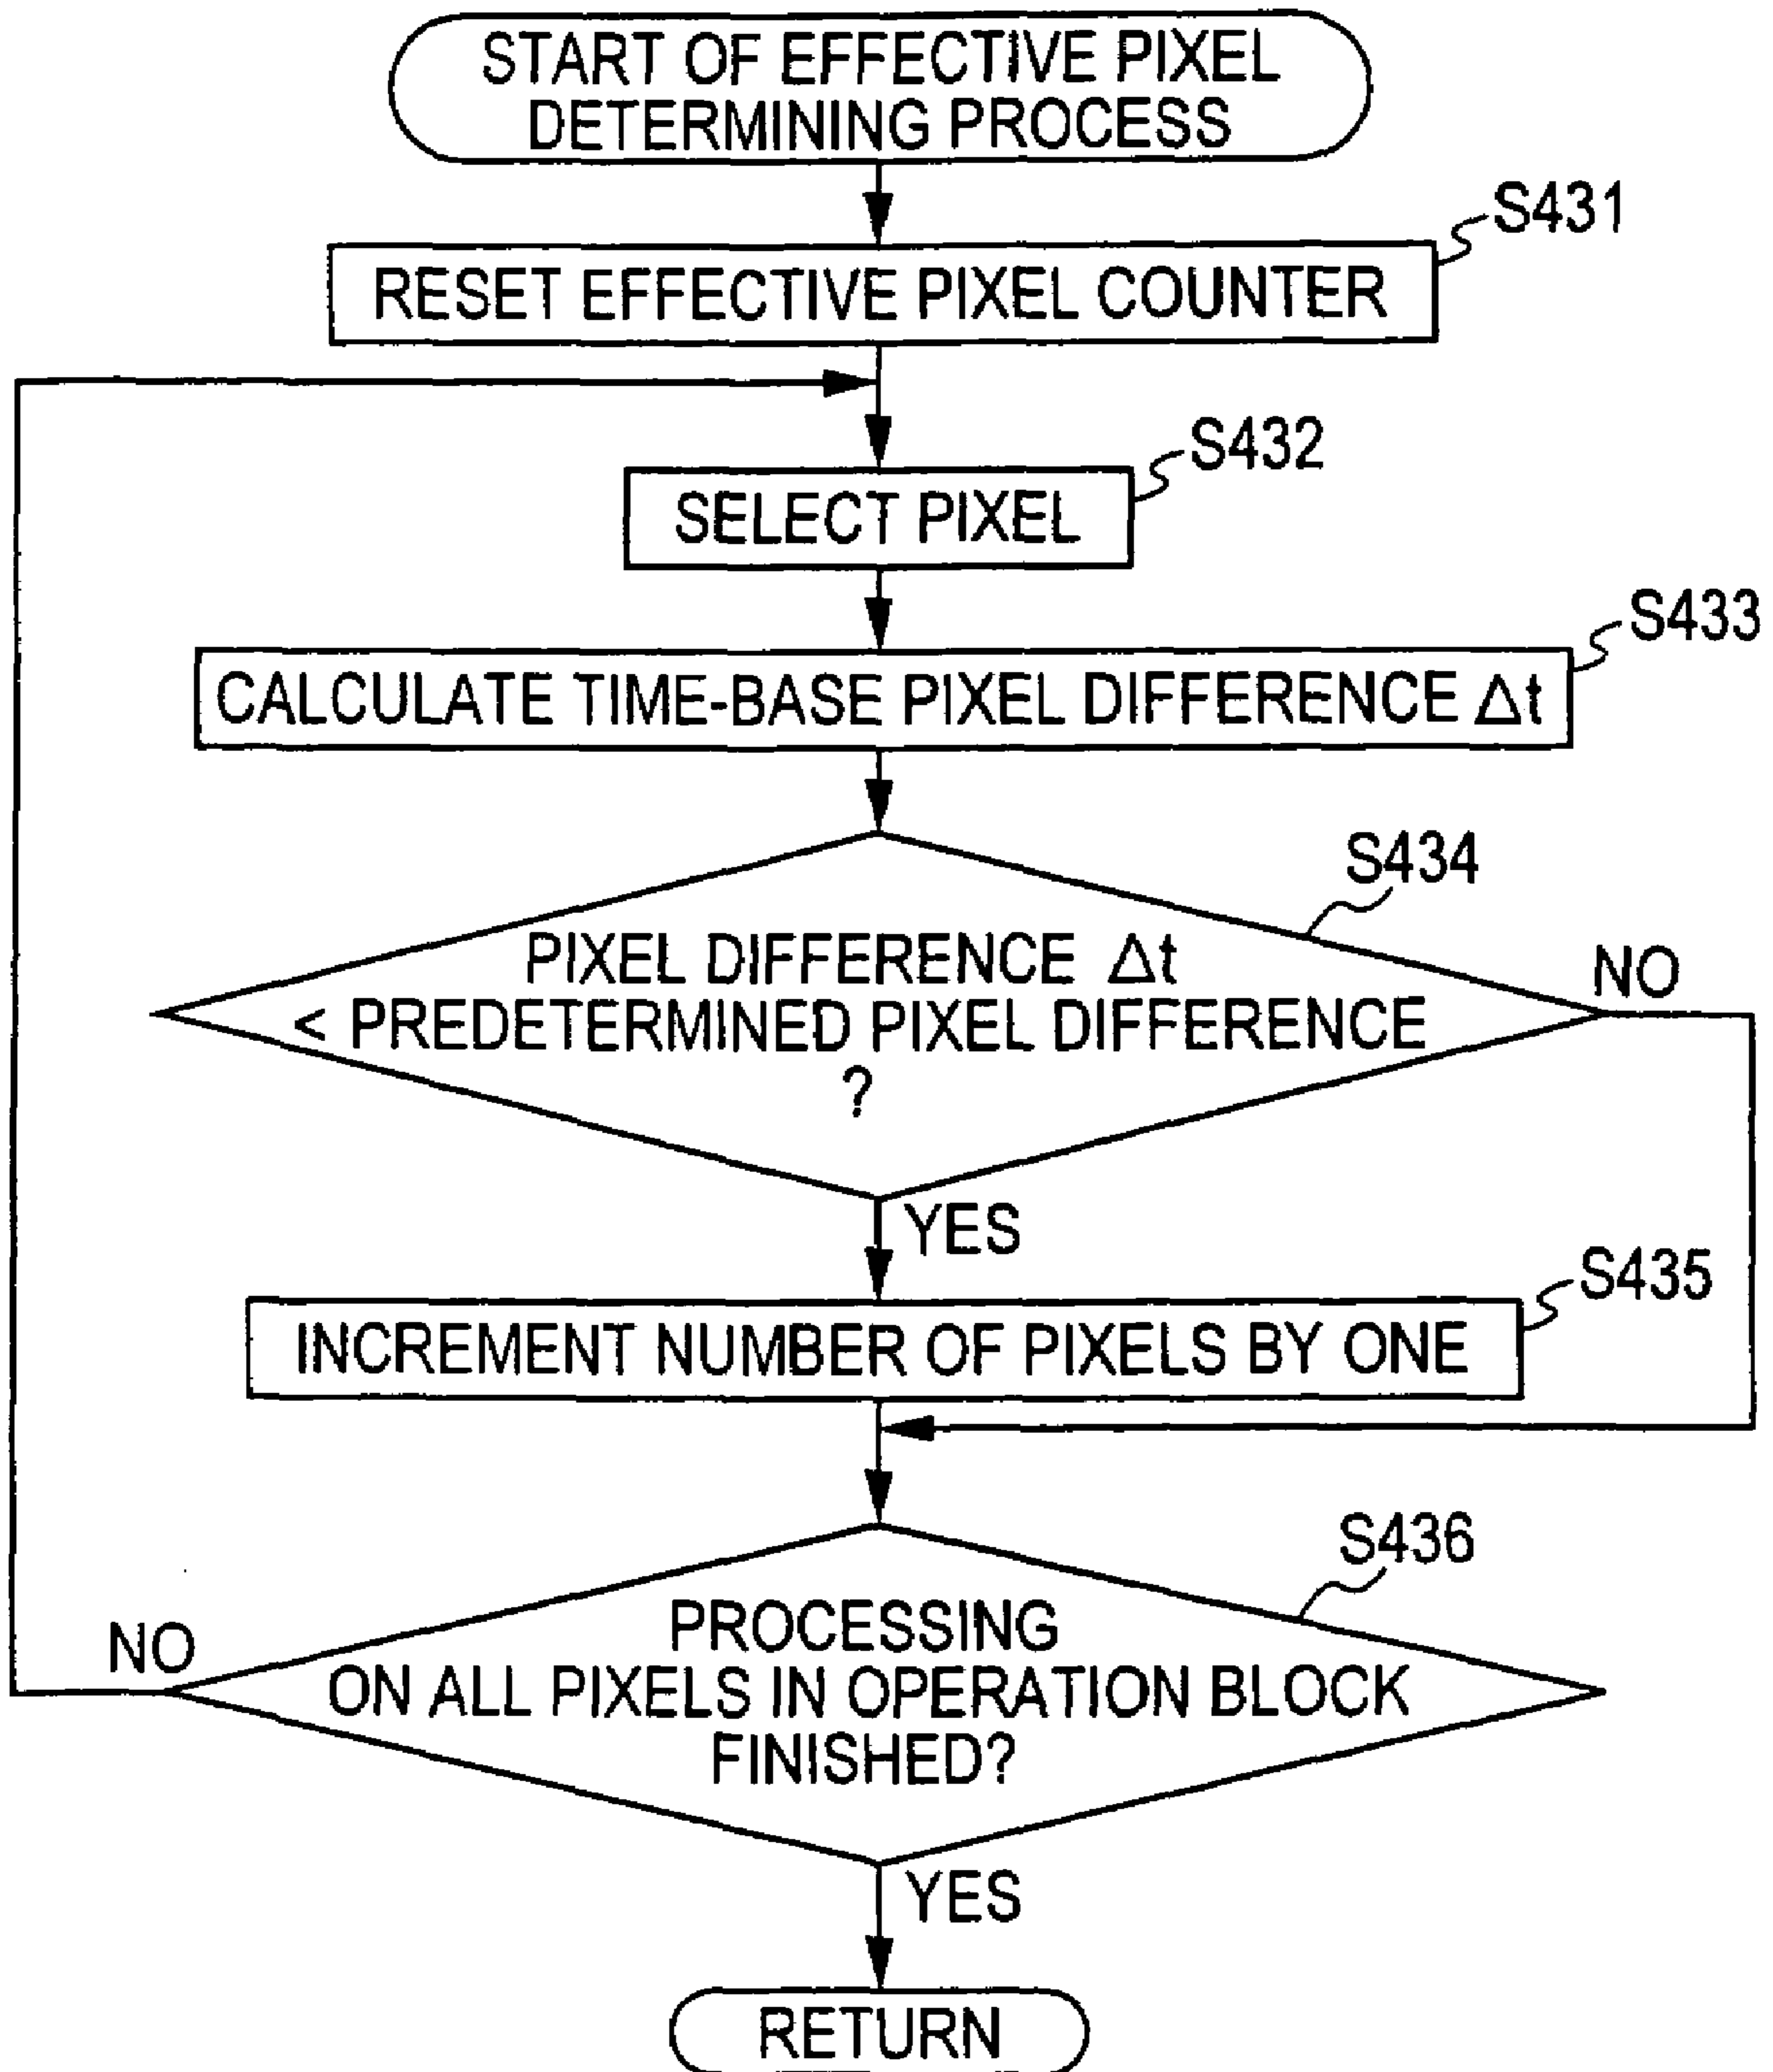 START OF EFFECTIVE PIXEL
DETERMINING PROCESS
S431
RESET EFFECTIVE PIXEL COUNTER
S432
SELECT PIXEL
S433
CALCULATE TIME-BASE PIXEL DIFFERENCE Δt
S434
PIXEL DIFFERENCE Δt
< PREDETERMINED PIXEL DIFFERENCE
?
NO
YES
S435
INCREMENT NUMBER OF PIXELS BY ONE
S436
PROCESSING
ON ALL PIXELS IN OPERATION BLOCK
FINISHED?
NO
YES
RETURN